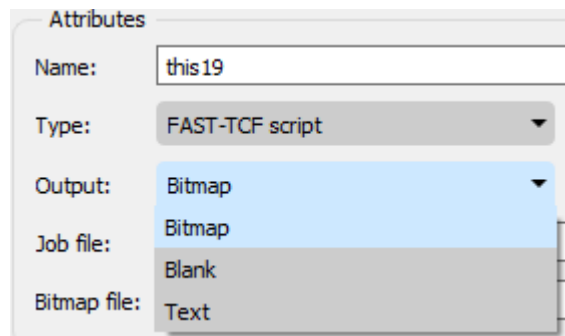 Attributes
Name: this19
Type: FAST-TCF script
Output: Bitmap
Bitmap
Job file:
Blank
Bitmap file: Text